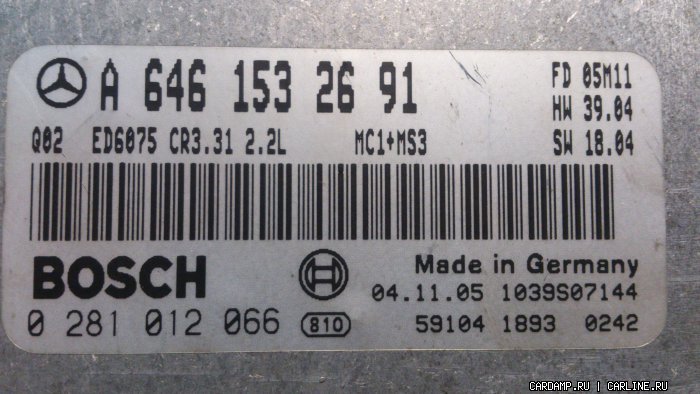 A 646 153 26 91
FD 05M11
HW 39.04
Q02 ED6075 CR3.31 2.2L MC1+MS3 SW 18.04
BOSCH
Made in Germany
04.11.05 1039S07144
0 281 012 066 810 59104 1893 0242
CARDAMP.RU | CARLINE.RU